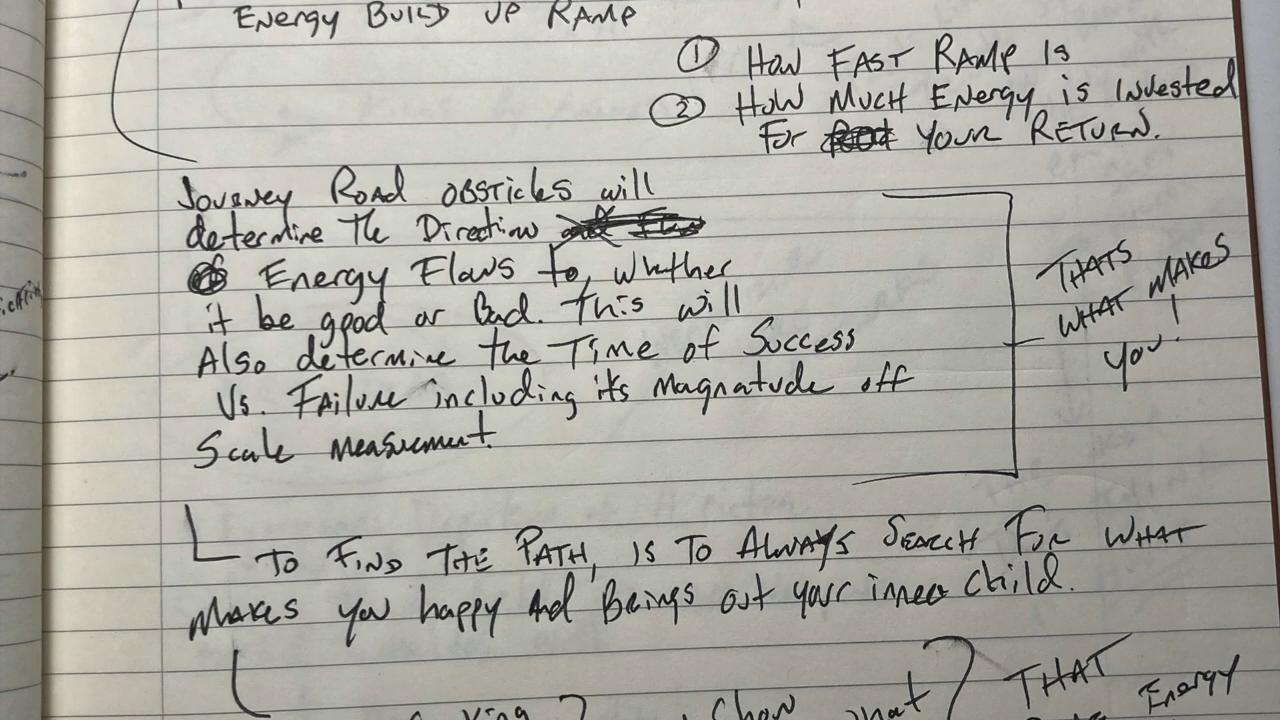 Energy Build up Ramp
① How Fast Ramp is
② How Much Energy is invested
For Your Return.
Journey Road obsticles will
determine The Direction
Energy Flows to, whether
it be good or Bad. This will
Also determine the Time of Success
Vs. Failure including its magnatude off
Scale measurement.
THATS
WHAT MAKES
you!
To Find The Path, is To Always Search For what
Makes you happy And Brings out your inner child.
THAT
Energy